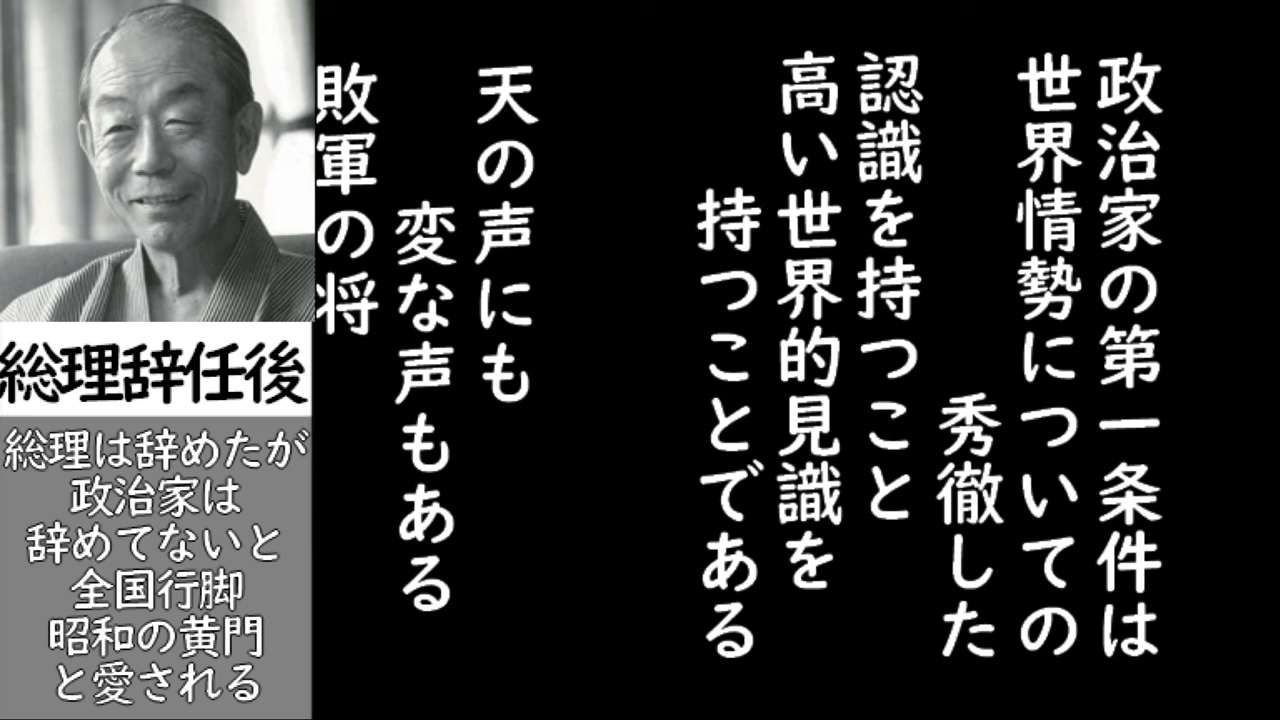 政治家の第一条件は
世界情勢についての
秀徹した
認識を持つこと
高い世界的見識を
持つことである
天の声にも
変な声もある
敗軍の将
総理辞任後
総理は辞めたが
政治家は
辞めてないと
全国行脚
昭和の黄門
と愛される